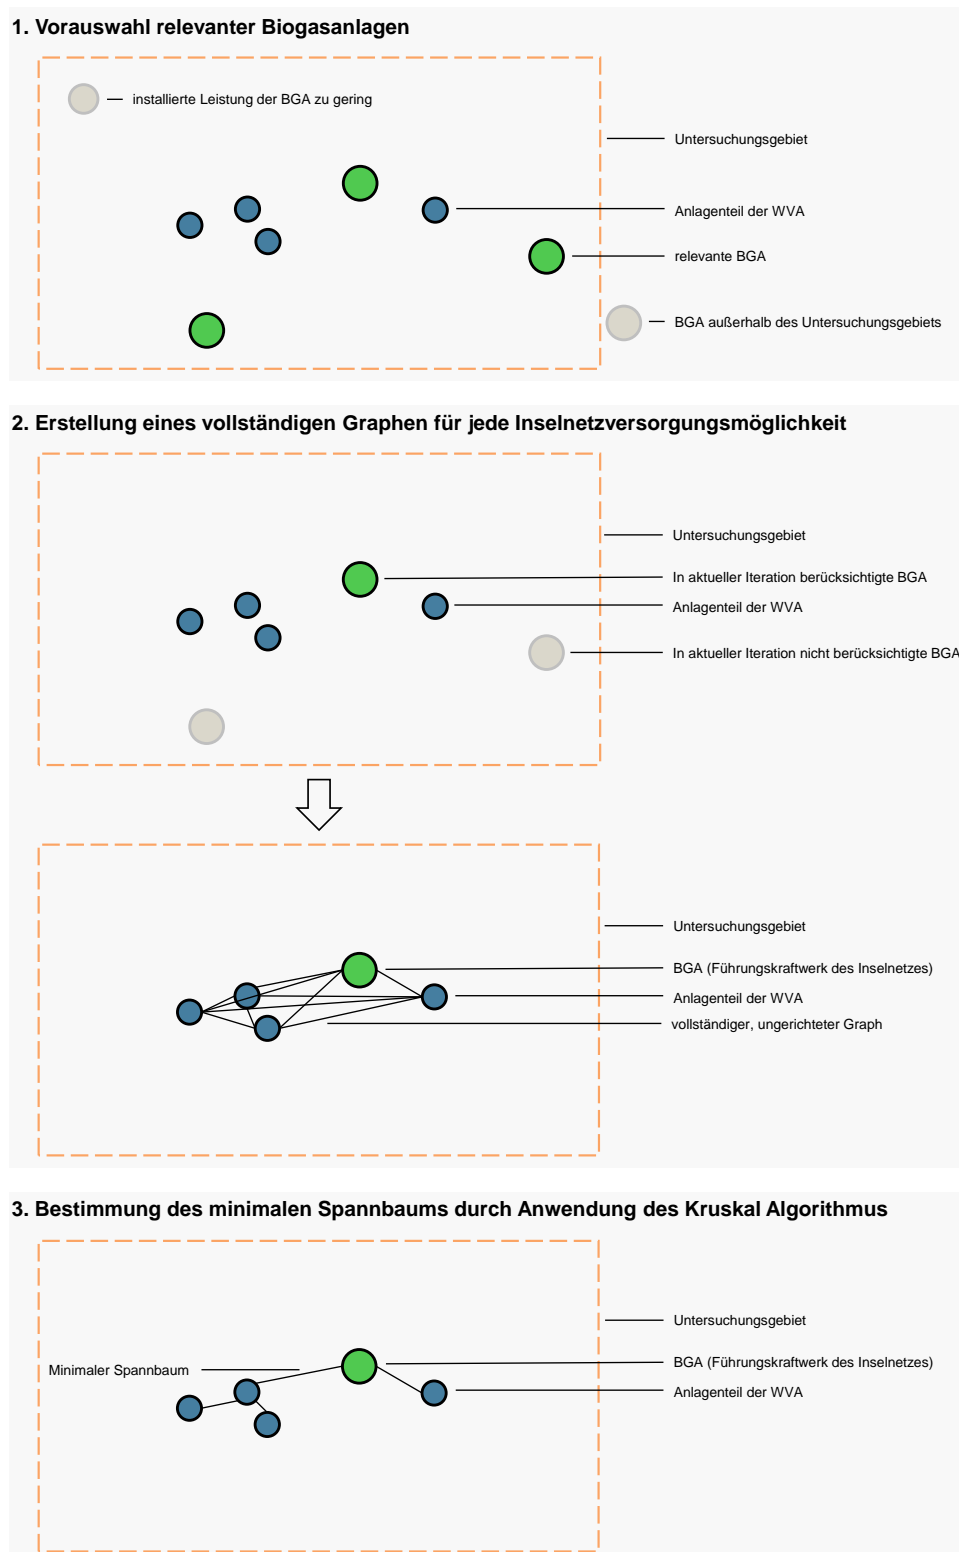 1. Vorauswahl relevanter Biogasanlagen
installierte Leistung der BGA zu gering
Untersuchungsgebiet
Anlagenteil der WVA
relevante BGA
BGA außerhalb des Untersuchungsgebiets
2. Erstellung eines vollständigen Graphen für jede Inselnetzversorgungsmöglichkeit
Untersuchungsgebiet
In aktueller Iteration berücksichtigte BGA
Anlagenteil der WVA
In aktueller Iteration nicht berücksichtigte BGA
Untersuchungsgebiet
BGA (Führungskraftwerk des Inselnetzes)
Anlagenteil der WVA
vollständiger, ungerichteter Graph
3. Bestimmung des minimalen Spannbaums durch Anwendung des Kruskal Algorithmus
Untersuchungsgebiet
BGA (Führungskraftwerk des Inselnetzes)
Minimaler Spannbaum
Anlagenteil der WVA